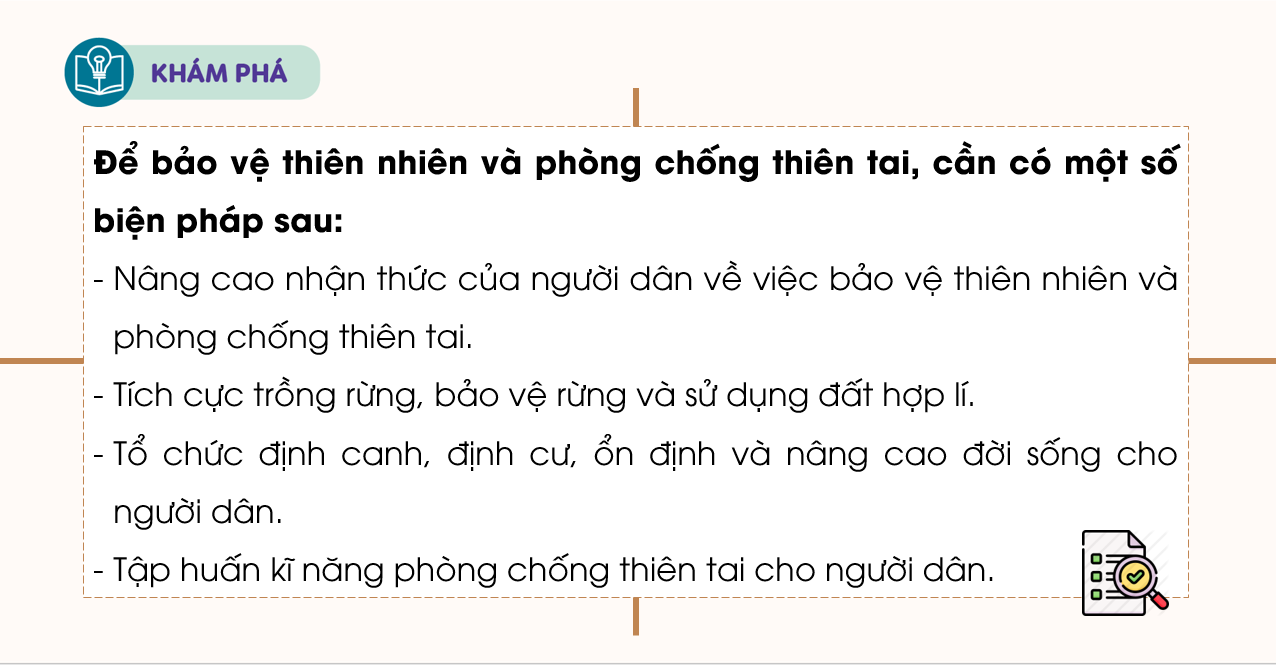 KHÁM PHÁ
Để bảo vệ thiên nhiên và phòng chống thiên tai, cần có một số
biện pháp sau:
- Nâng cao nhận thức của người dân về việc bảo vệ thiên nhiên và
phòng chống thiên tai.
- Tích cực trồng rừng, bảo vệ rừng và sử dụng đất hợp lí.
- Tổ chức định canh, định cư, ổn định và nâng cao đời sống cho
người dân.
- Tập huấn kĩ năng phòng chống thiên tai cho người dân.